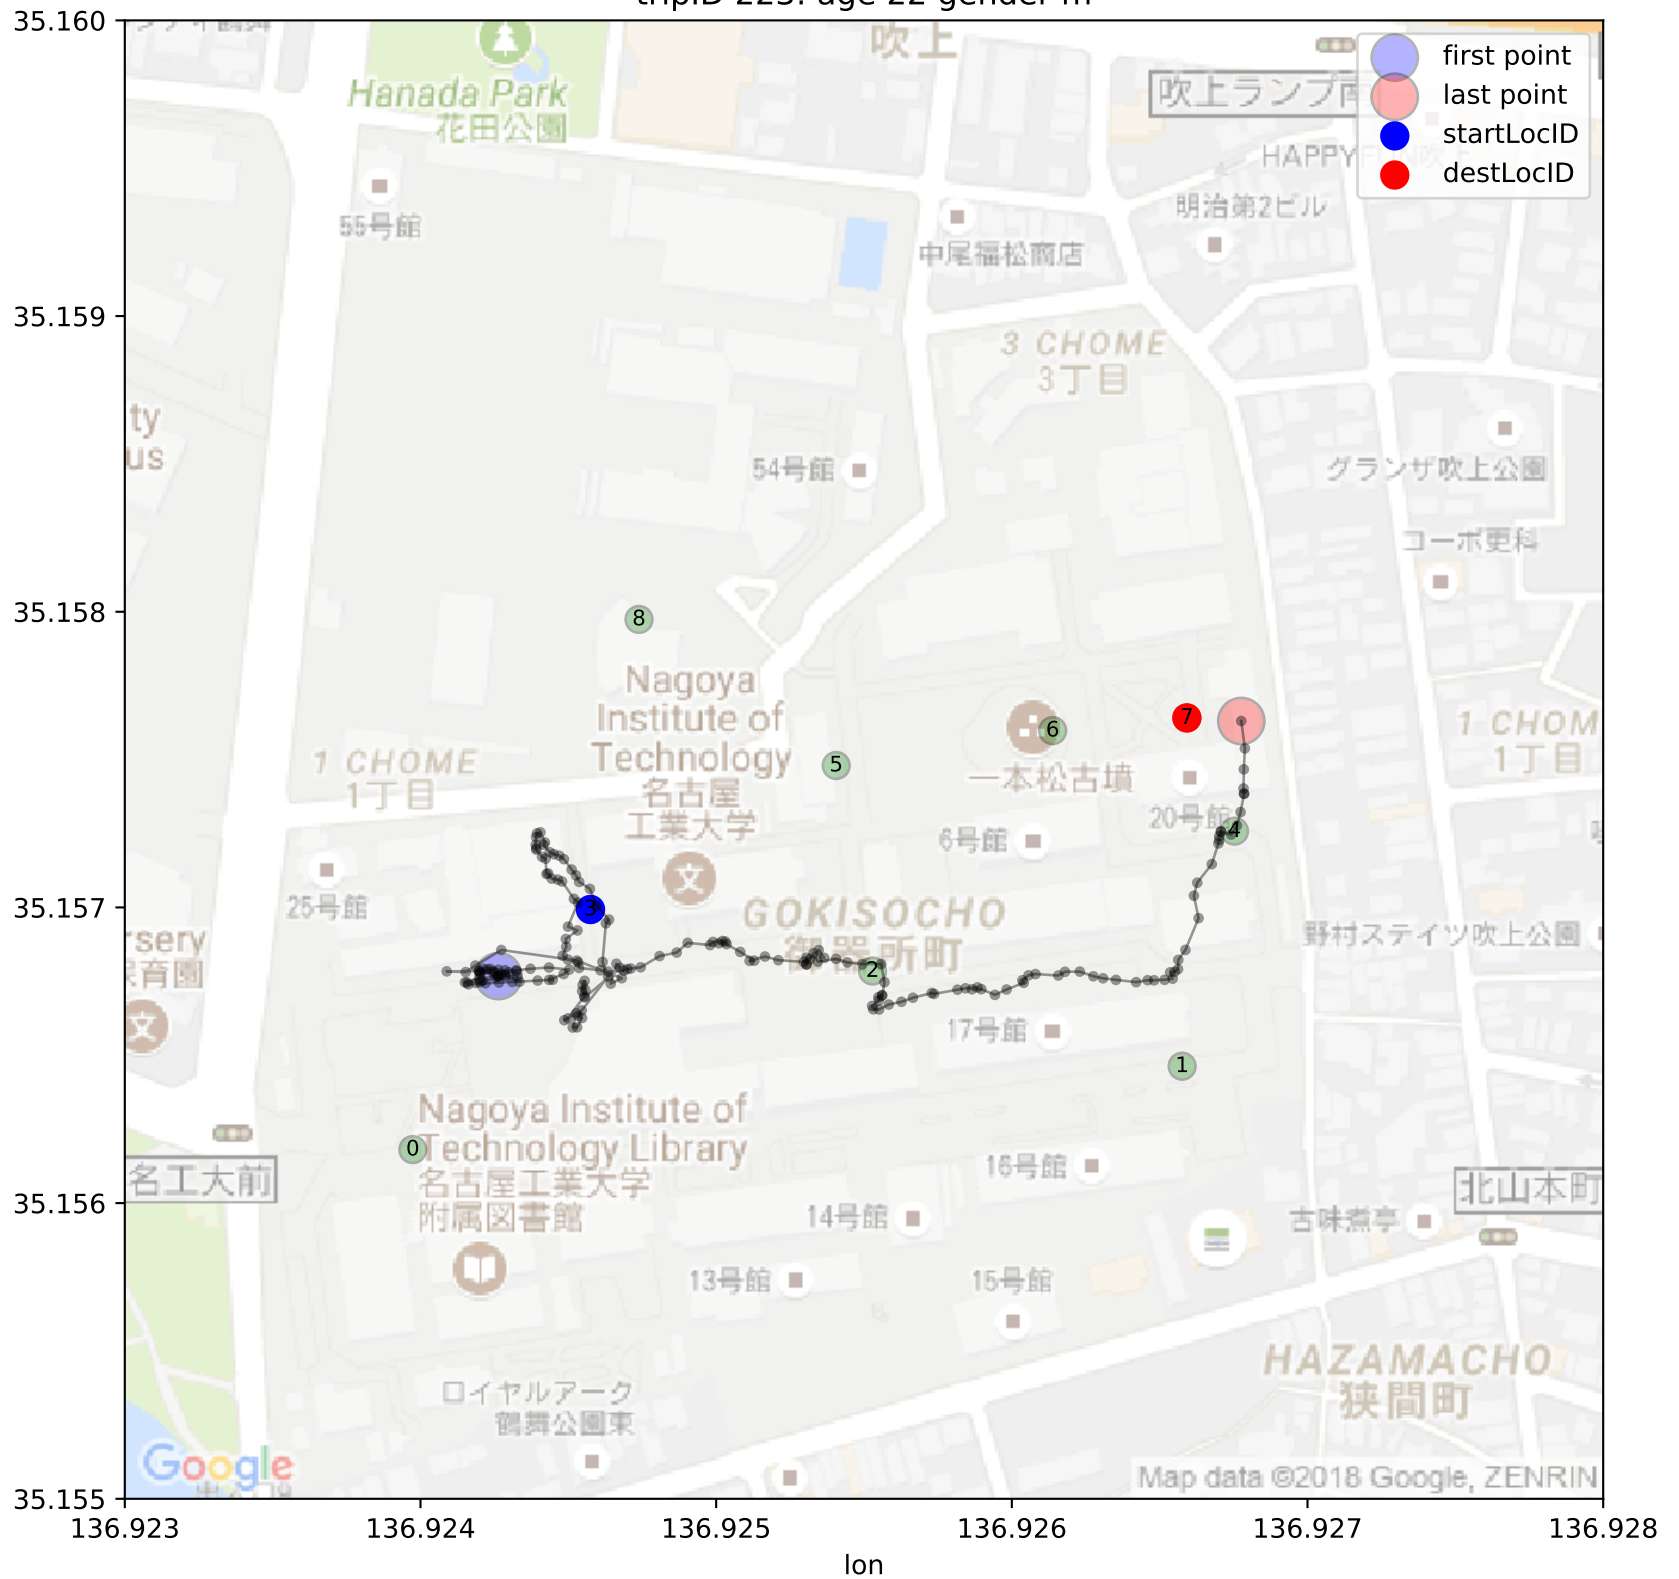 35.160
吹上
first point
last point
startLocID
destLocID
Hanada Park
花田公園
吹上ランプ南
HAPPY
55号館
明治第2ビル
中尾福松商店
35.159
3 CHOME
3丁目
ty
us
54号館
グランザ吹上公園
コーポ更科
35.158
8
Nagoya
Institute of
Technology
名古屋
工業大学
7
6
5
1 CHOME
1丁目
1 CHOM
1丁目
一本松古墳
20号館
4
6号館
25号館
35.157
3
GOKISOCHO
御器所町
rsery
保育園
野村ステイツ吹上公園
2
17号館
1
Nagoya Institute of
Technology Library
名古屋工業大学
附属図書館
0
名工大前
16号館
北山本町
35.156
14号館
古味煮亭
13号館
15号館
HAZAMACHO
狭間町
ロイヤルアーク
鶴舞公園東
Google
Map data ©2018 Google, ZENRIN
35.155
136.923
136.924
136.925
136.926
136.927
136.928
lon